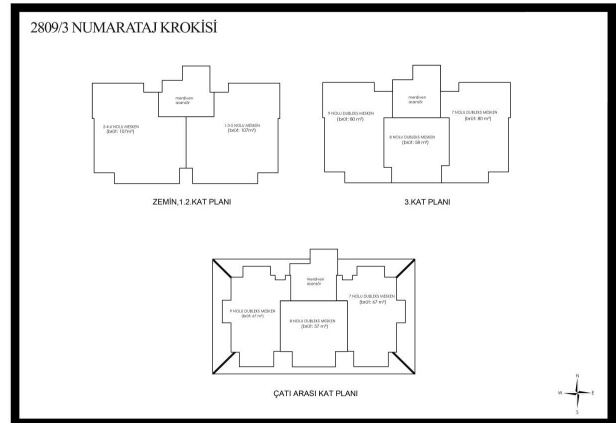 2809/3 NUMARATAJ KROKİSİ
merdiven
asansör
2-4-6 NOLU MESKEN
(brüt: 107m²)
1-3-5 NOLU MESKEN
(brüt: 107m²)
ZEMİN,1.2.KAT PLANI
merdiven
asansör
9 NOLU DUBLEKS MESKEN
(brüt: 80 m²)
7 NOLU DUBLEKS MESKEN
(brüt: 80 m²)
8 NOLU DUBLEKS MESKEN
(brüt: 58 m²)
3.KAT PLANI
merdiven
asansör
9 NOLU DUBLEKS MESKEN
(brüt: 67 m²)
7 NOLU DUBLEKS MESKEN
(brüt: 67 m²)
8 NOLU DUBLEKS MESKEN
(brüt: 57 m²)
ÇATI ARASI KAT PLANI
N
W E
S